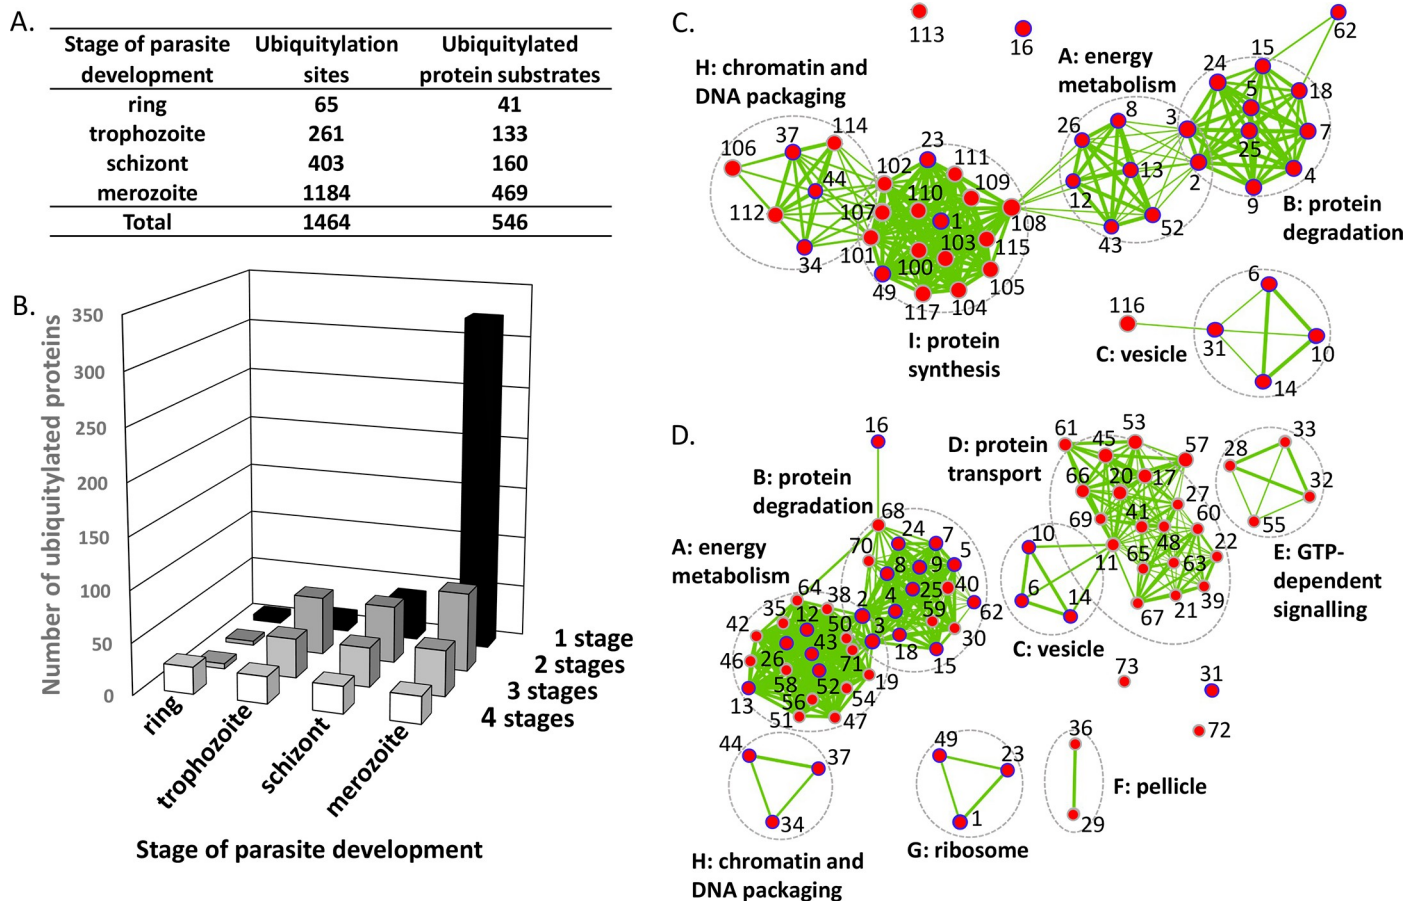 A.
Stage of parasite development
Ubiquitylation sites
Ubiquitylated protein substrates
ring 65 41
trophozoite 261 133
schizont 403 160
merozoite 1184 469
Total 1464 546
B.
Number of ubiquitylated proteins
350
300
250
200
150
100
50
0
1 stage
2 stages
3 stages
4 stages
ring
trophozoite
schizont
merozoite
Stage of parasite development
C.
113
16
62
H: chromatin and
DNA packaging
106
37
114
44
112
34
102
23
111
109
110
107
1
108
101
103
115
100
49
105
117
104
I: protein
synthesis
A: energy
metabolism
26
8
3
13
12
2
43
52
24
15
5
18
7
25
4
9
B: protein
degradation
116
6
31
10
14
C: vesicle
D.
16
B: protein
degradation
68
24
7
5
70
8
9
40
25
62
4
59
30
2
3
18
15
A: energy
metabolism
64
38
35
12
50
42
43
46
26
71
58
52
19
13
56
54
51
47
D: protein
transport
61
45
53
57
66
20
17
27
69
41
60
48
22
65
63
11
39
67
21
10
6
14
C: vesicle
33
28
32
55
E: GTP-
dependent
signalling
73
31
72
44
37
34
H: chromatin and
DNA packaging
49
23
1
G: ribosome
36
29
F: pellicle